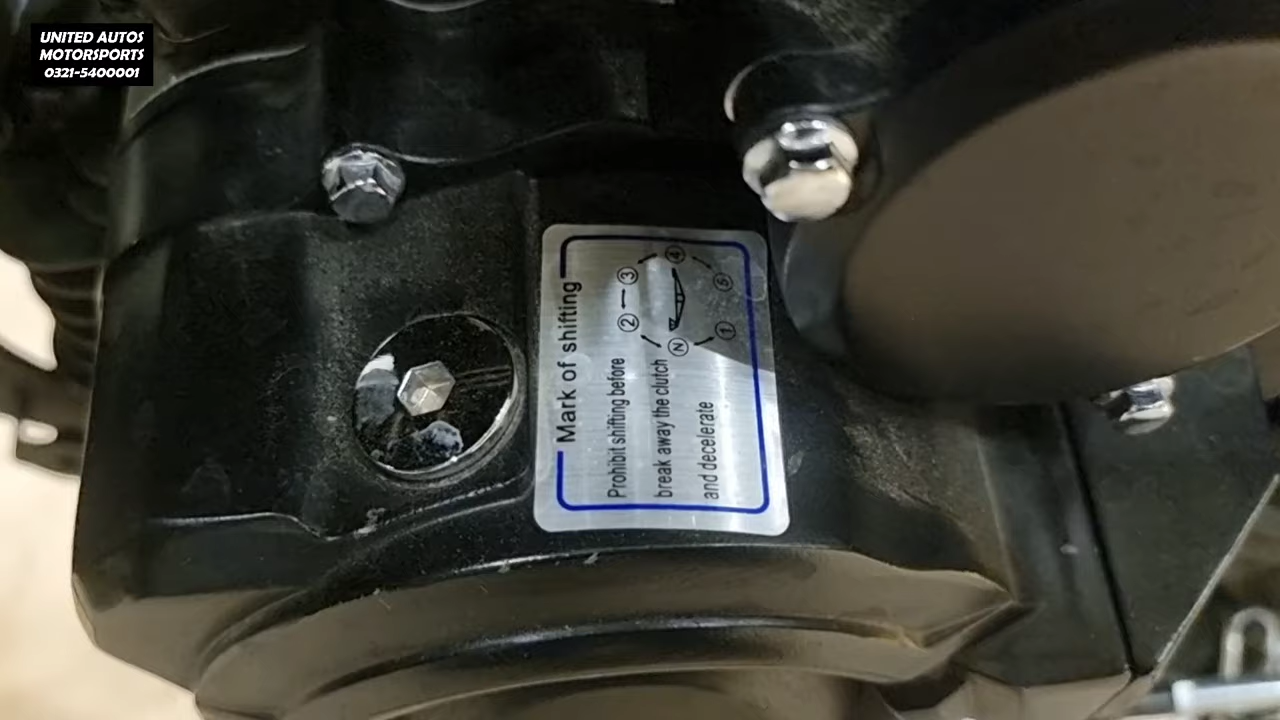 UNITED AUTOS
MOTORSPORTS
0321-5400001
Mark of shifting
Prohibit shifting before
break away the clutch
and decelerate
2 3
N 4
1 5